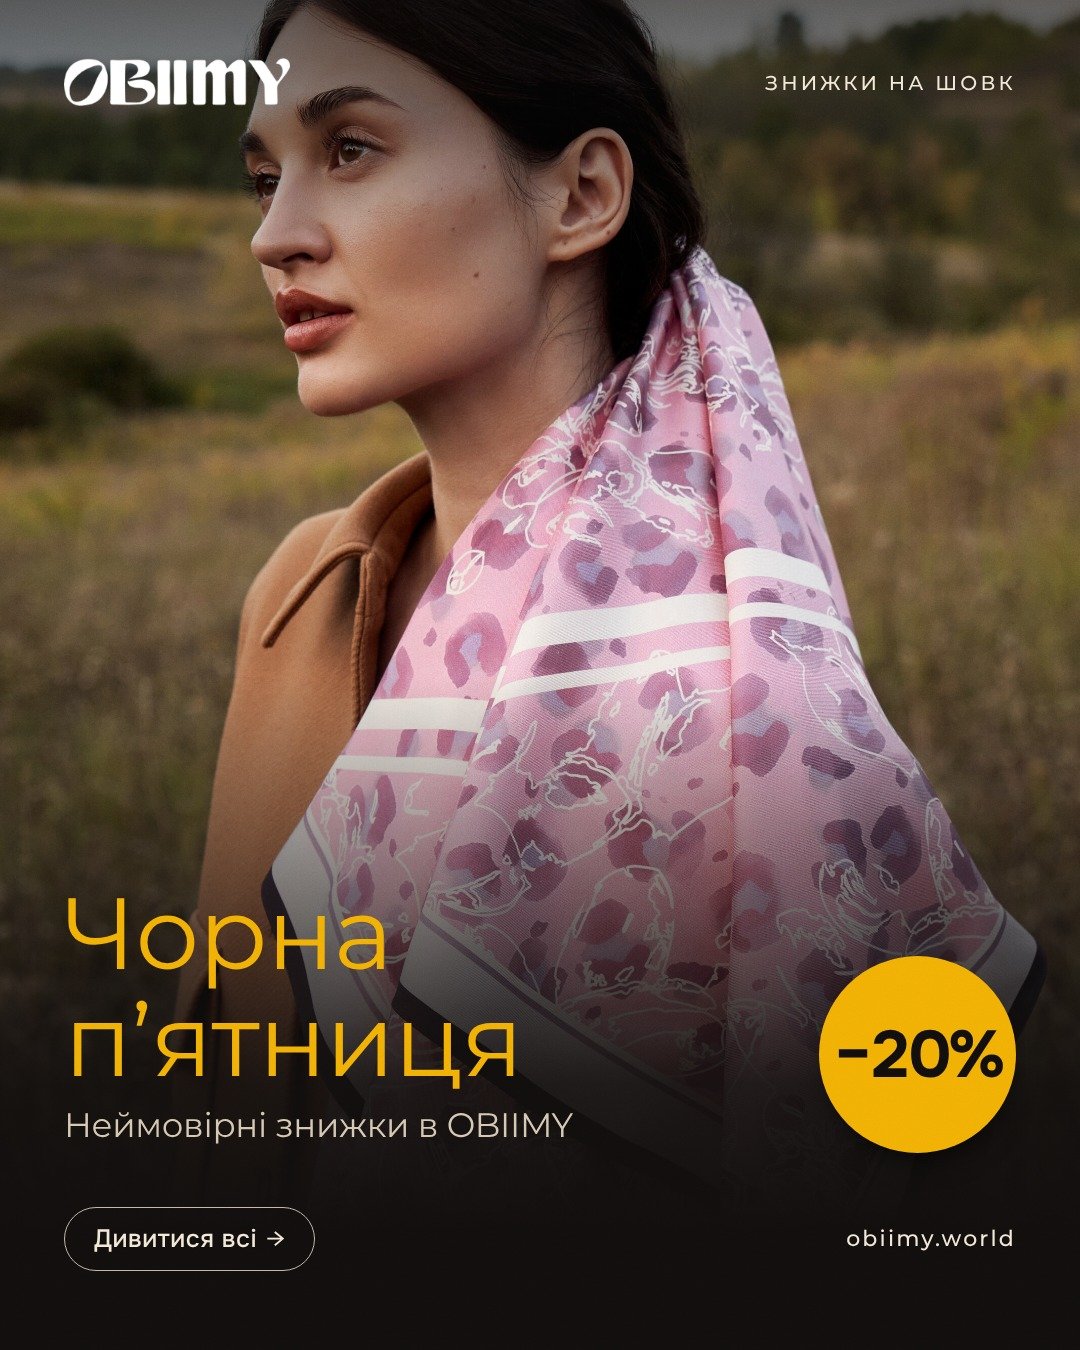 OBIIMY
ЗНИЖКИ НА ШОВК
Чорна
п’ятниця
Неймовірні знижки в OBIIMY
−20%
Дивитися всі →
obiimy.world